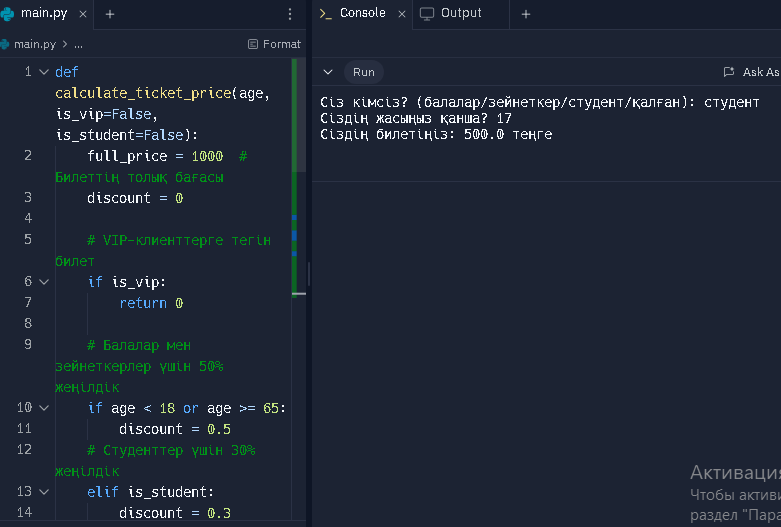 main.py
Console
Output
main.py > ...
Format
Run
Ask As
1 def
calculate_ticket_price(age,
is_vip=False,
is_student=False):
2 full_price = 1000 #
Билеттің толық бағасы
3 discount = 0
4
5 # VIP-клиенттерге тегін
билет
6 if is_vip:
7 return 0
8
9 # Балалар мен
зейнеткерлер үшін 50%
жеңілдік
10 if age < 18 or age >= 65:
11 discount = 0.5
12 # Студенттер үшін 30%
жеңілдік
13 elif is_student:
14 discount = 0.3
Сіз кімсіз? (балалар/зейнеткер/студент/қалған): студент
Сіздің жасыңыз қанша? 17
Сіздің билетіңіз: 500.0 теңге
Активация
Чтобы активи
раздел "Пара